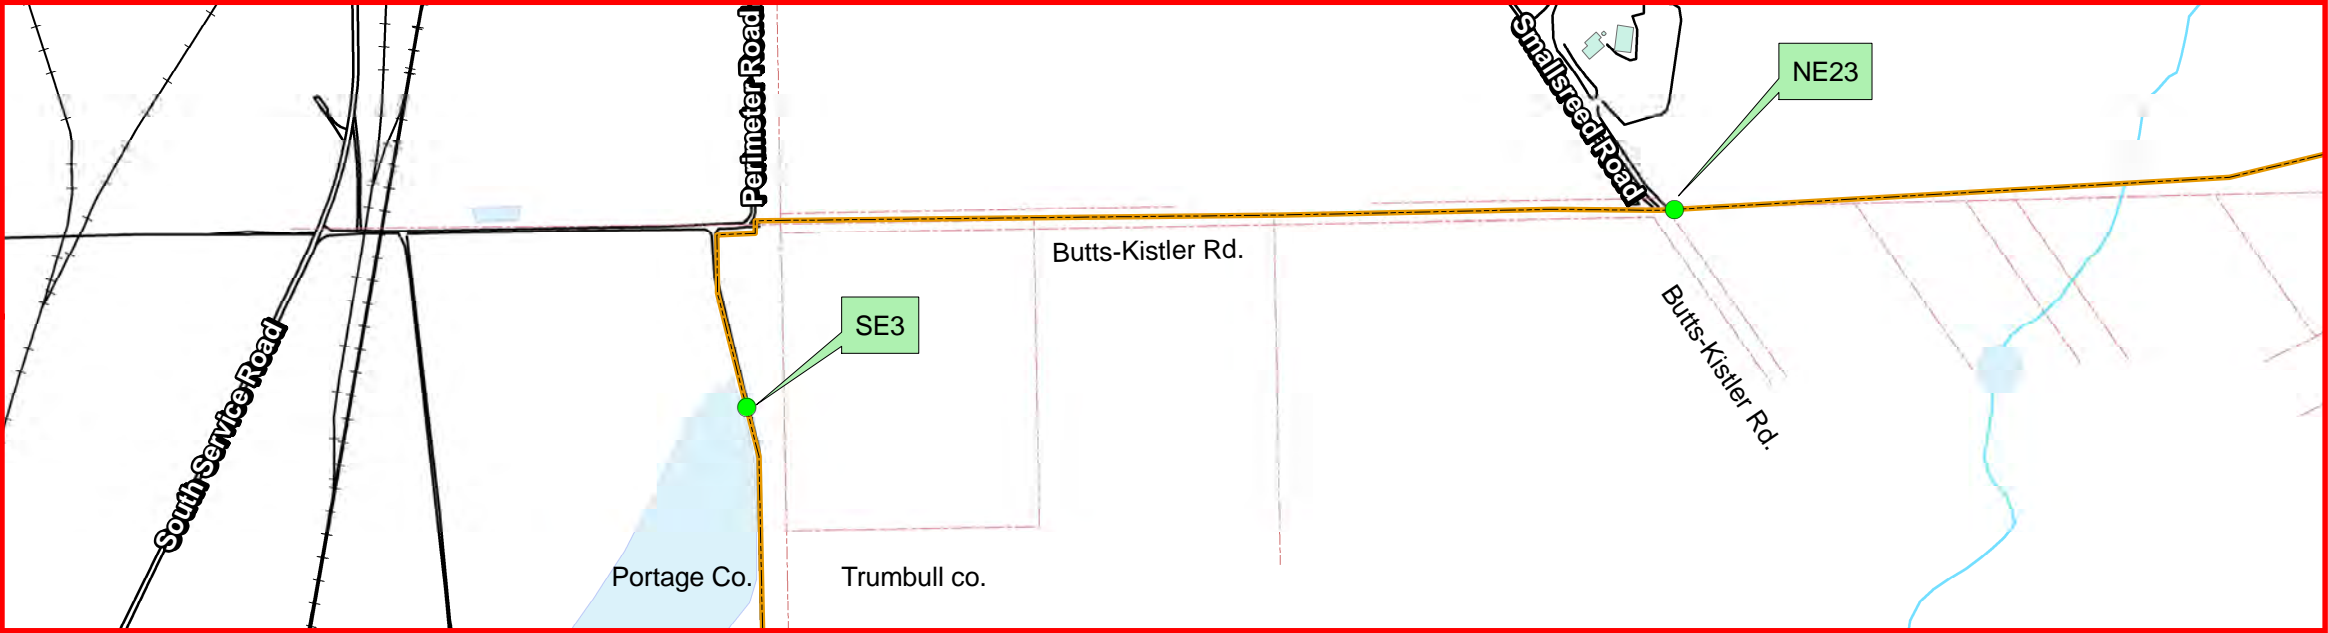 Perimeter Road
Smallsreed Road
NE23
Butts-Kistler Rd.
SE3
South Service Road
Butts-Kistler Rd.
Portage Co.
Trumbull co.